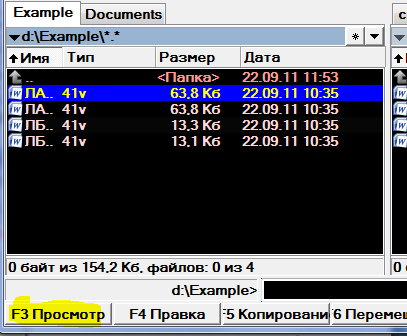 Example Documents
d:\Example\*.* * с
Имя Тип Размер Дата
.. <Папка> 22.09.11 11:53
ЛА.. 41v 63,8 Кб 22.09.11 10:35
ЛА.. 41v 63,8 Кб 22.09.11 10:35
ЛБ.. 41v 13,3 Кб 22.09.11 10:35
ЛБ.. 41v 13,1 Кб 22.09.11 10:35
0 байт из 154,2 Кб, файлов: 0 из 4 0
d:\Example>
F3 Просмотр F4 Правка F5 Копировани F6 Перемещ